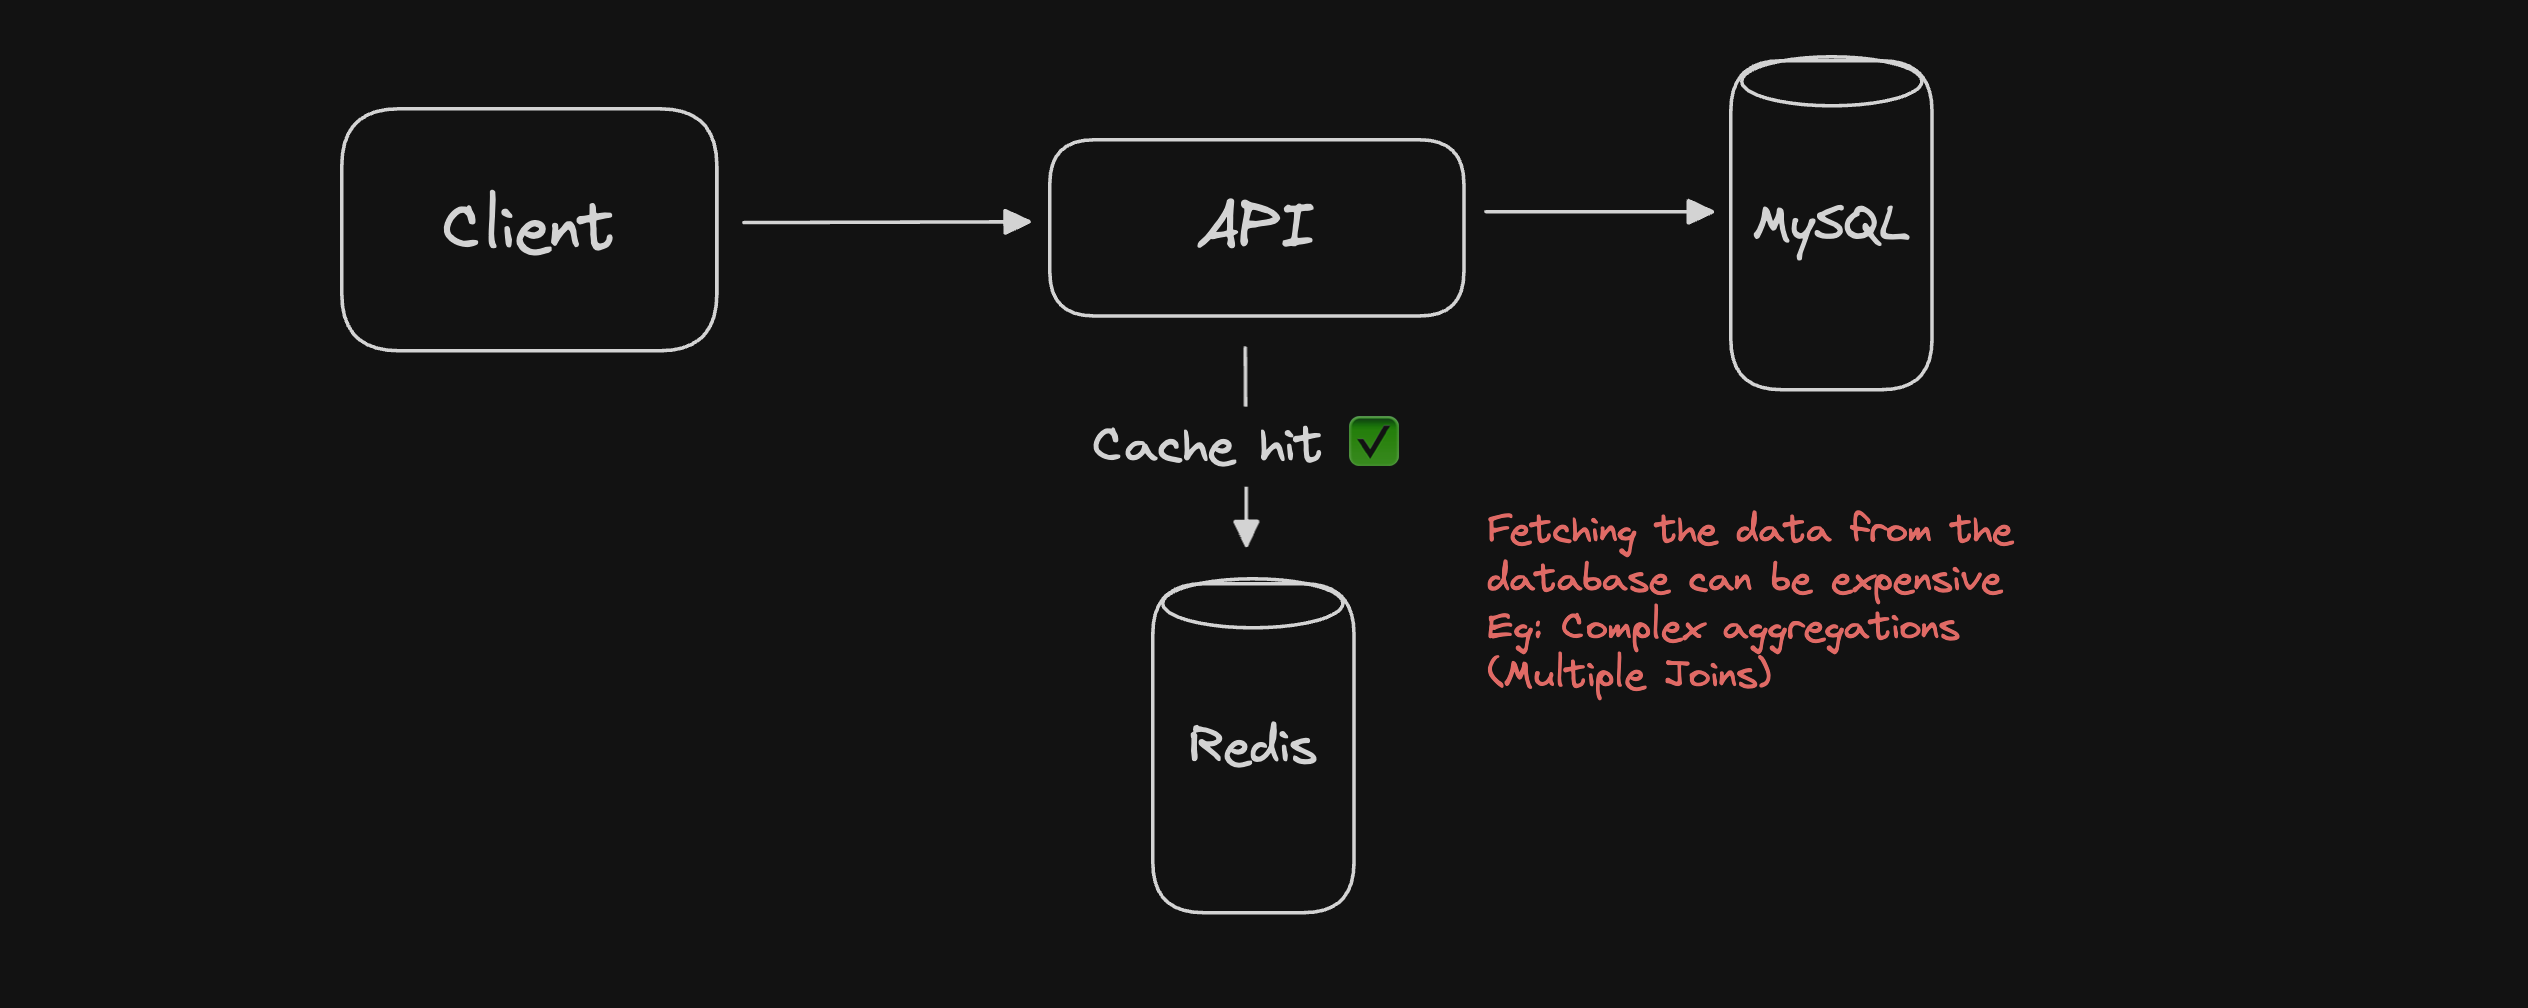 Client
API
MySQL
Cache hit ✅
Fetching the data from the
database can be expensive
Eg: Complex aggregations
(Multiple Joins)
Redis